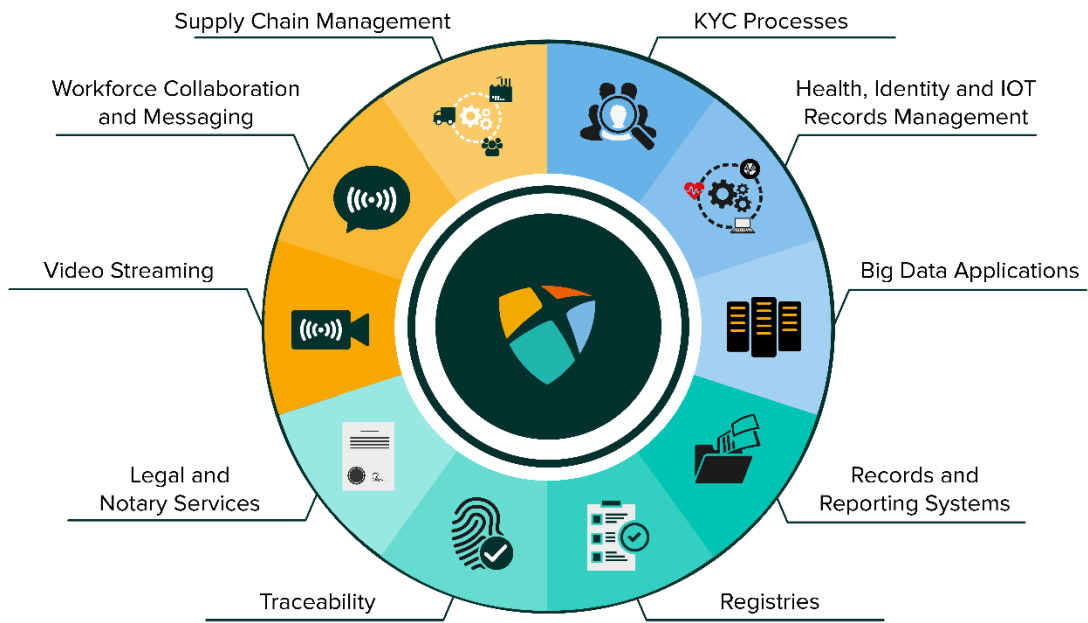 Supply Chain Management
KYC Processes
Workforce Collaboration
and Messaging
Health, Identity and IOT
Records Management
Video Streaming
Big Data Applications
Legal and
Notary Services
Records and
Reporting Systems
Traceability
Registries